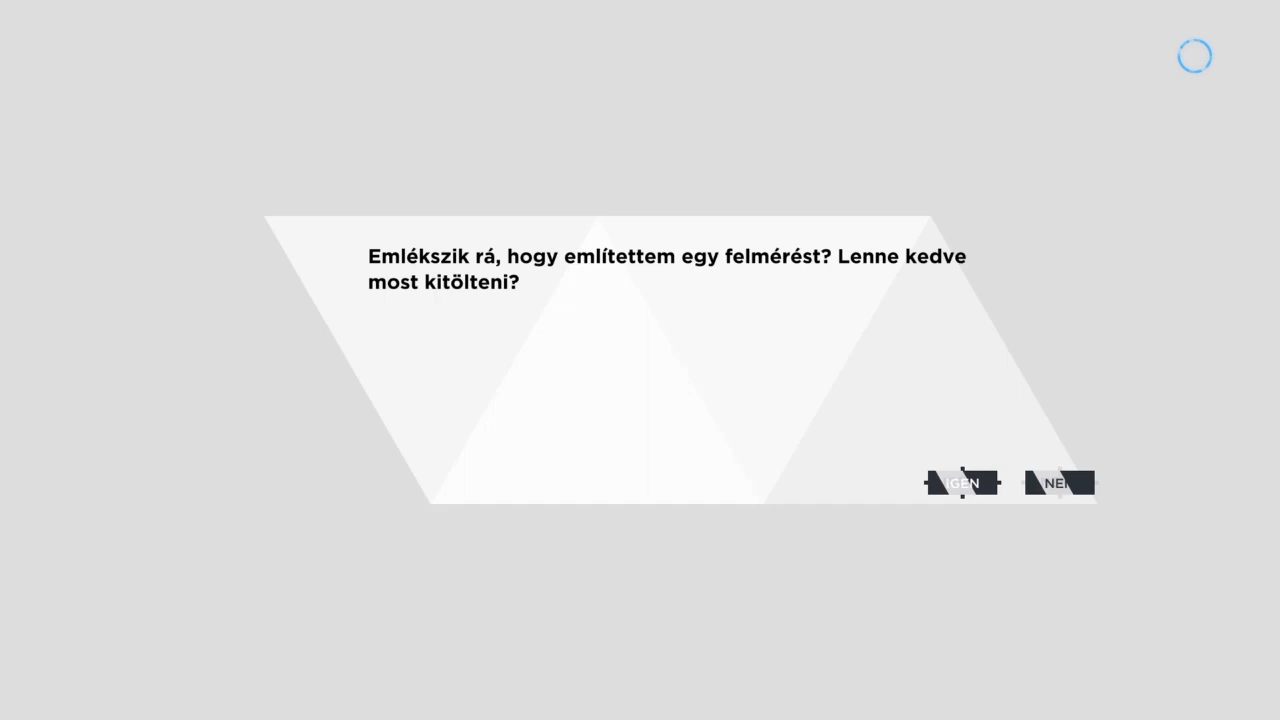 Emlékszik rá, hogy említettem egy felmérést? Lenne kedve
most kitölteni?
IGEN